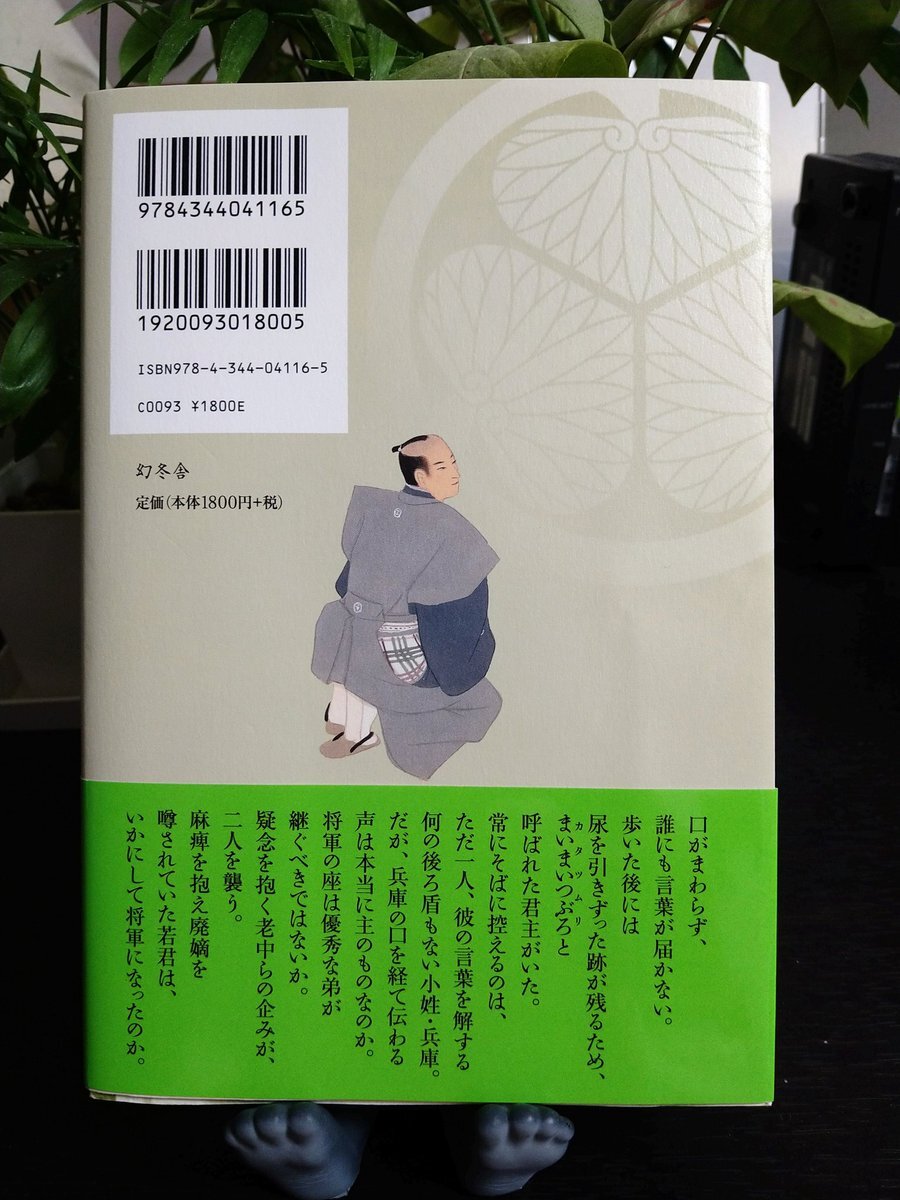 9784344041165
1920093018005
ISBN978-4-344-04116-5
C0093 ¥1800E
幻冬舎
定価(本体1800円+税)
口がまわらず、
誰にも言葉が届かない。
歩いた後には
尿を引きずった跡が残るため、
まいまいつぶろと
カタツムリ
呼ばれた君主がいた。
常にそばに控えるのは、
ただ一人、彼の言葉を解する
何の後ろ盾もない小姓・兵庫。
だが、兵庫の口を経て伝わる
声は本当に主のものなのか。
将軍の座は優秀な弟が
継ぐべきではないか。
疑念を抱く老中らの企みが、
二人を襲う。
麻痺を抱え廃嫡を
噂されていた若君は、
いかにして将軍になったのか。